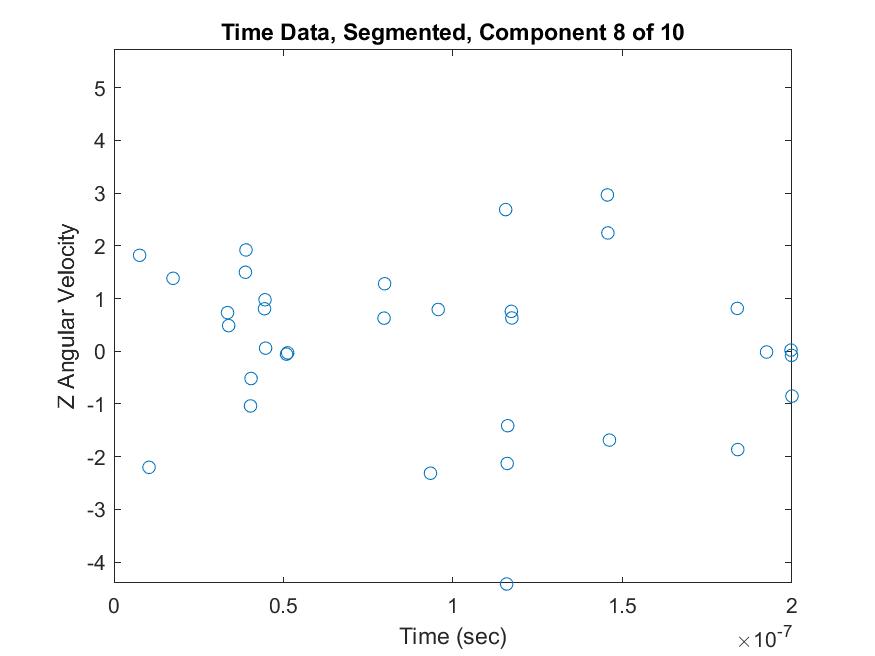 Time Data, Segmented, Component 8 of 10
Z Angular Velocity
5
4
3
2
1
0
-1
-2
-3
-4
0 0.5 1 1.5 2
Time (sec)
×10-7